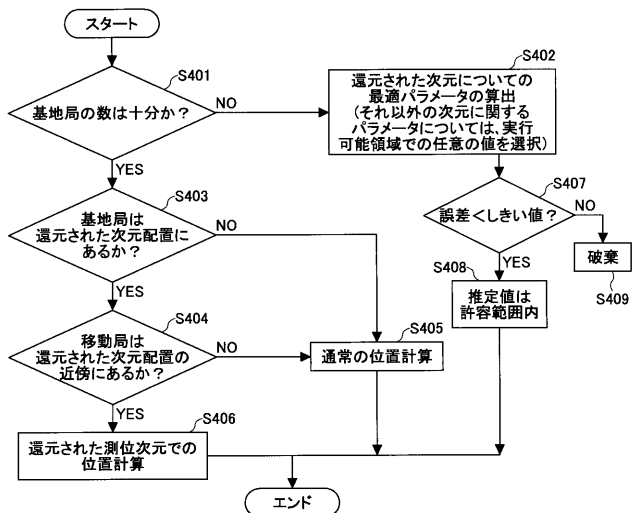 スタート
S401
基地局の数は十分か？
NO
YES
S402
還元された次元についての
最適パラメータの算出
(それ以外の次元に関する
パラメータについては、実行
可能領域での任意の値を選択)
S403
基地局は
還元された次元配置に
あるか？
NO
YES
S407
誤差＜しきい値？
NO
YES
破棄
S409
S408
推定値は
許容範囲内
S404
移動局は
還元された次元配置の
近傍にあるか？
NO
YES
S405
通常の位置計算
S406
還元された測位次元での
位置計算
エンド